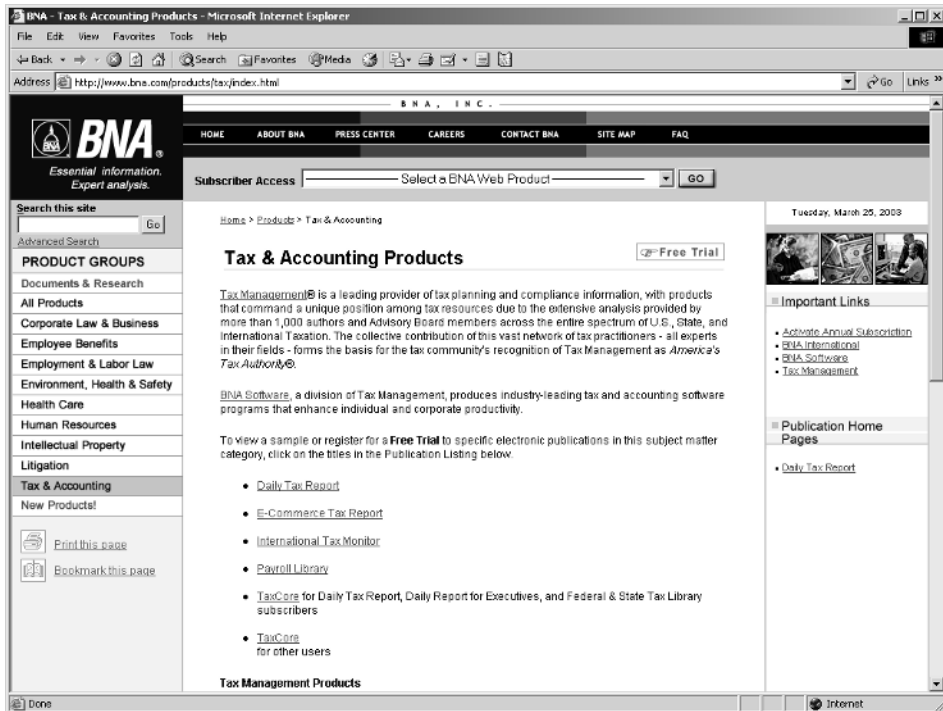 BNA - Tax & Accounting Products - Microsoft Internet Explorer
File Edit View Favorites Tools Help
Back Search Favorites Media
Address http://www.bna.com/products/tax/index.html Go Links »
BNA, INC.
HOME ABOUT BNA PRESS CENTER CAREERS CONTACT BNA SITE MAP FAQ
BNA®
Essential information.
Expert analysis.
Subscriber Access Select a BNA Web Product GO
Search this site
Go
Advanced Search
PRODUCT GROUPS
Documents & Research
All Products
Corporate Law & Business
Employee Benefits
Employment & Labor Law
Environment, Health & Safety
Health Care
Human Resources
Intellectual Property
Litigation
Tax & Accounting
New Products!
Print this page
Bookmark this page
Home > Products > Tax & Accounting
Tax & Accounting Products
Free Trial
Tax Management® is a leading provider of tax planning and compliance information, with products
that command a unique position among tax resources due to the extensive analysis provided by
more than 1,000 authors and Advisory Board members across the entire spectrum of U.S., State, and
International Taxation. The collective contribution of this vast network of tax practitioners - all experts
in their fields - forms the basis for the tax community's recognition of Tax Management as America's
Tax Authority®.
BNA Software, a division of Tax Management, produces industry-leading tax and accounting software
programs that enhance individual and corporate productivity.
To view a sample or register for a Free Trial to specific electronic publications in this subject matter
category, click on the titles in the Publication Listing below.
• Daily Tax Report
• E-Commerce Tax Report
• International Tax Monitor
• Payroll Library
• TaxCore for Daily Tax Report, Daily Report for Executives, and Federal & State Tax Library
subscribers
• TaxCore
for other users
Tax Management Products
Tuesday, March 25, 2003
Important Links
• Activate Annual Subscription
• BNA International
• BNA Software
• Tax Management
Publication Home
Pages
• Daily Tax Report
Done Internet